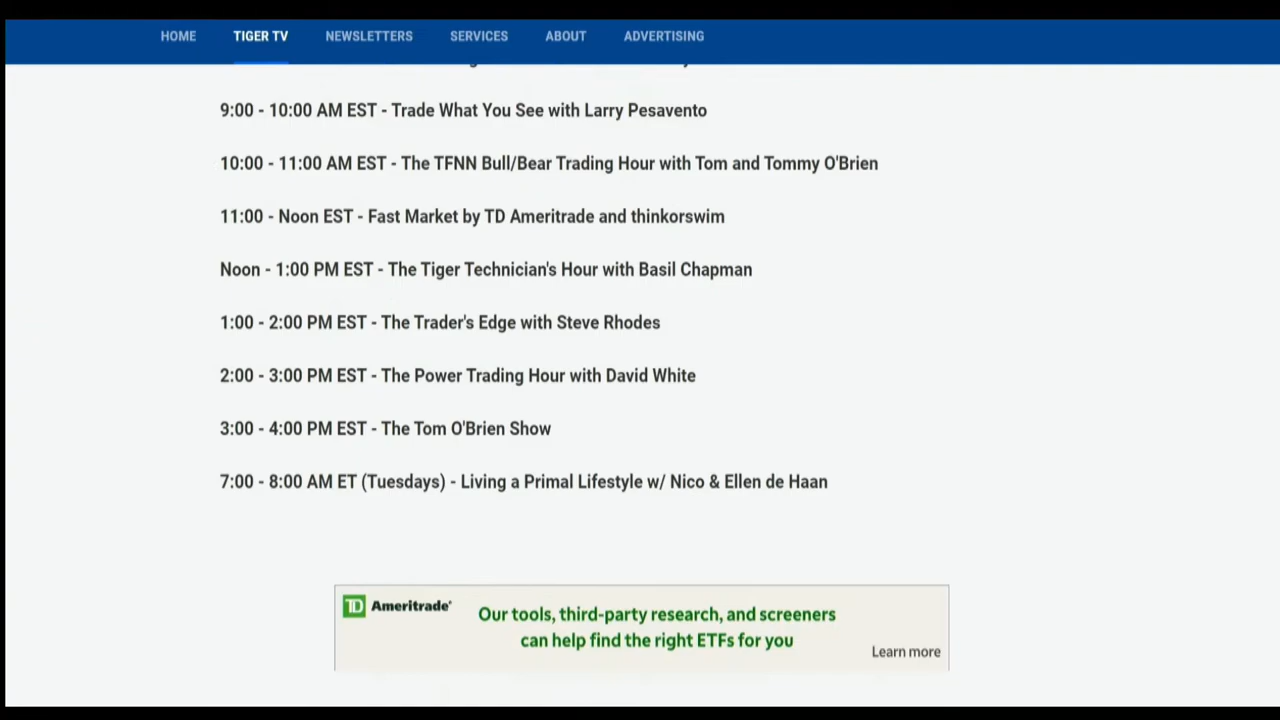 HOME TIGER TV NEWSLETTERS SERVICES ABOUT ADVERTISING
9:00 - 10:00 AM EST - Trade What You See with Larry Pesavento
10:00 - 11:00 AM EST - The TFNN Bull/Bear Trading Hour with Tom and Tommy O'Brien
11:00 - Noon EST - Fast Market by TD Ameritrade and thinkorswim
Noon - 1:00 PM EST - The Tiger Technician's Hour with Basil Chapman
1:00 - 2:00 PM EST - The Trader's Edge with Steve Rhodes
2:00 - 3:00 PM EST - The Power Trading Hour with David White
3:00 - 4:00 PM EST - The Tom O'Brien Show
7:00 - 8:00 AM ET (Tuesdays) - Living a Primal Lifestyle w/ Nico & Ellen de Haan
TD Ameritrade
Our tools, third-party research, and screeners
can help find the right ETFs for you
Learn more